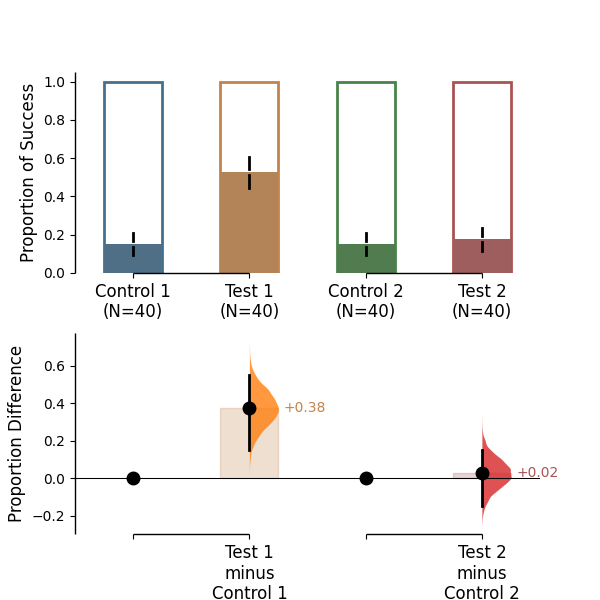 Proportion of Success
1.0
0.8
0.6
0.4
0.2
0.0
Control 1
(N=40)
Test 1
(N=40)
Control 2
(N=40)
Test 2
(N=40)
Proportion Difference
0.6
0.4
0.2
0.0
−0.2
+0.38
+0.02
Test 1
minus
Control 1
Test 2
minus
Control 2